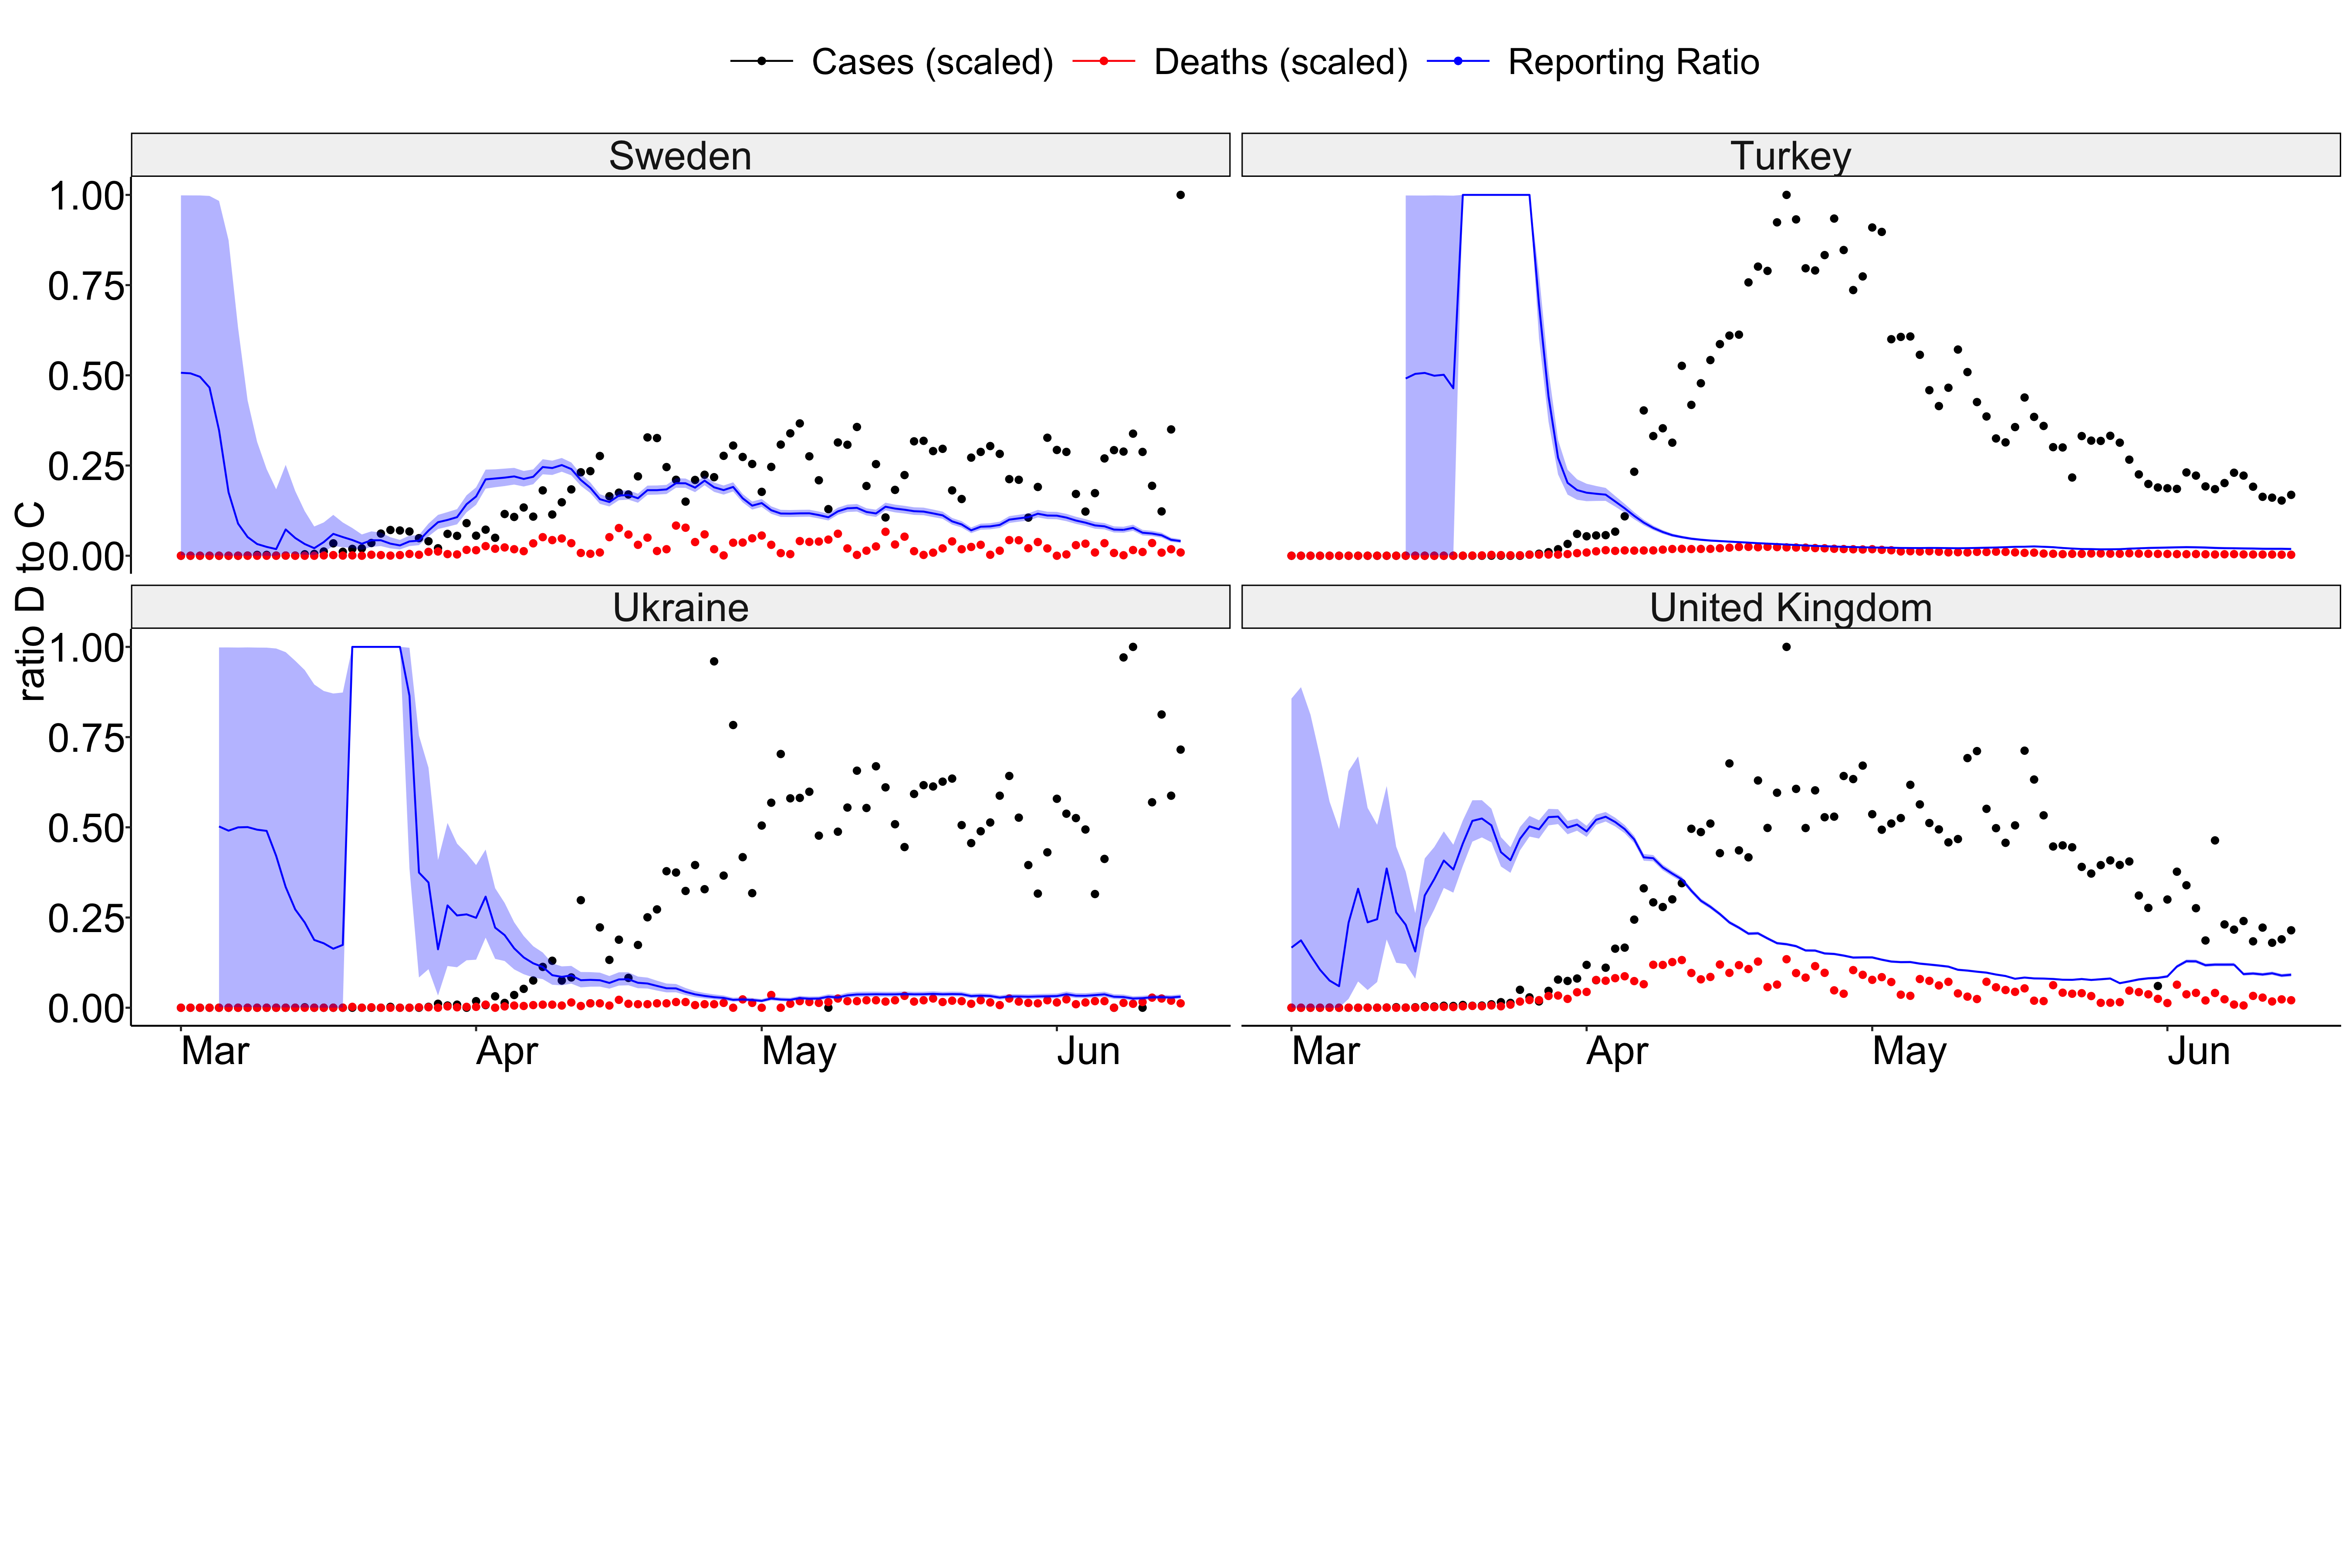 Cases (scaled) Deaths (scaled) Reporting Ratio
Sweden Turkey
1.00
0.75
0.50
0.25
0.00
ratio D to C
Ukraine United Kingdom
1.00
0.75
0.50
0.25
0.00
Mar Apr May Jun Mar Apr May Jun